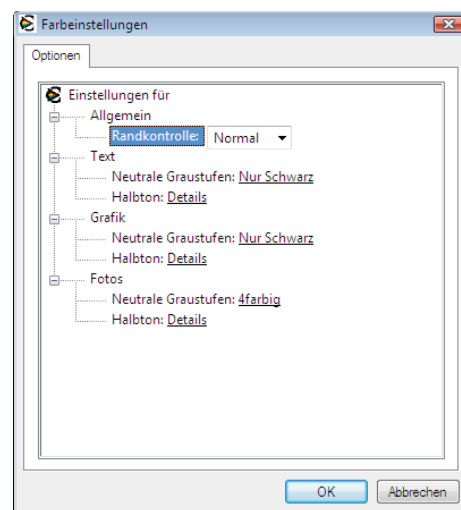 Farbeinstellungen
Optionen
Einstellungen für
Allgemein
Randkontrolle: Normal
Text
Neutrale Graustufen: Nur Schwarz
Halbton: Details
Grafik
Neutrale Graustufen: Nur Schwarz
Halbton: Details
Fotos
Neutrale Graustufen: 4farbig
Halbton: Details
OK Abbrechen